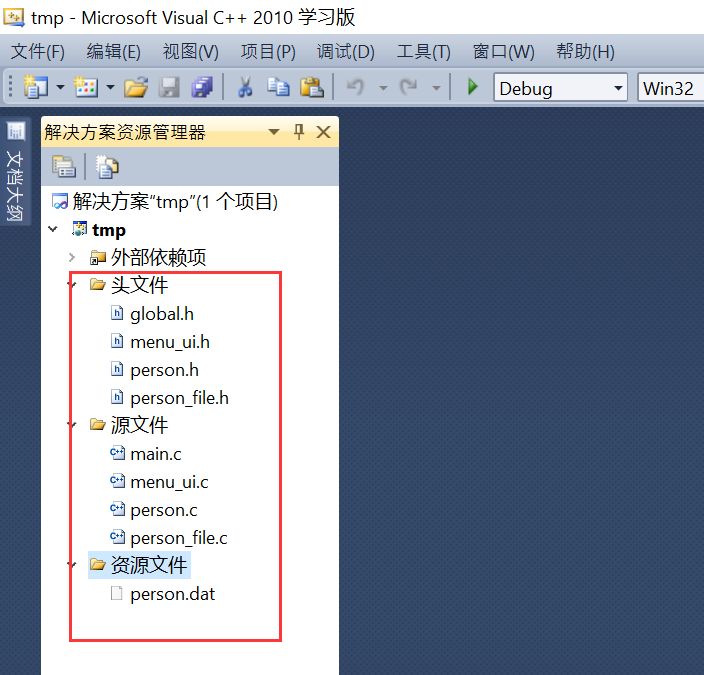 tmp - Microsoft Visual C++ 2010 学习版
文件(F) 编辑(E) 视图(V) 项目(P) 调试(D) 工具(T) 窗口(W) 帮助(H)
Debug Win32
文档大纲
解决方案资源管理器
解决方案“tmp”(1 个项目)
tmp
外部依赖项
头文件
global.h
menu_ui.h
person.h
person_file.h
源文件
main.c
menu_ui.c
person.c
person_file.c
资源文件
person.dat